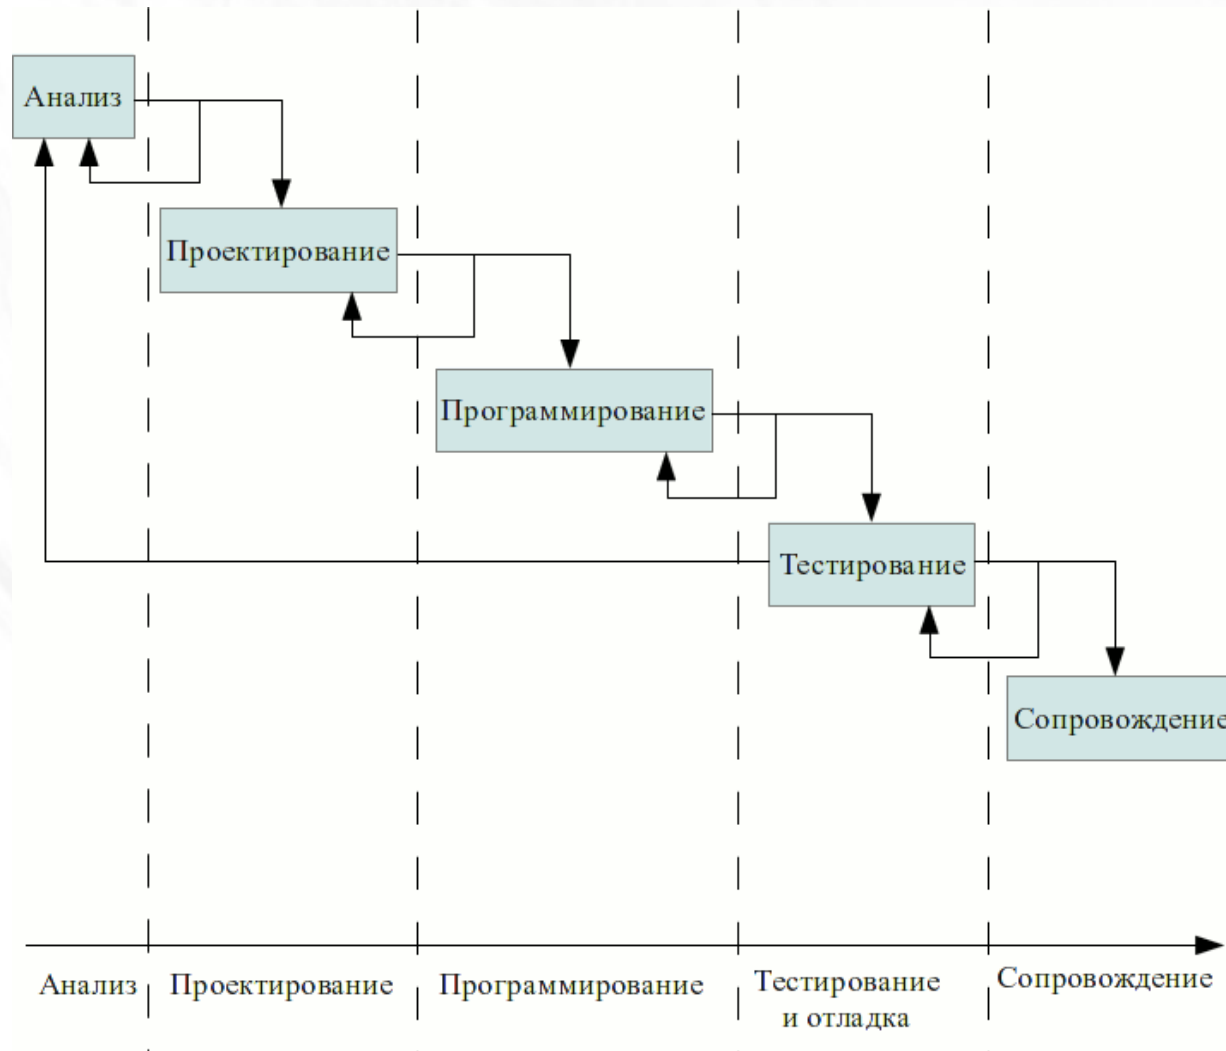 Анализ
Проектирование
Программирование
Тестирование
Сопровождение
Анализ
Проектирование
Программирование
Тестирование
и отладка
Сопровождение